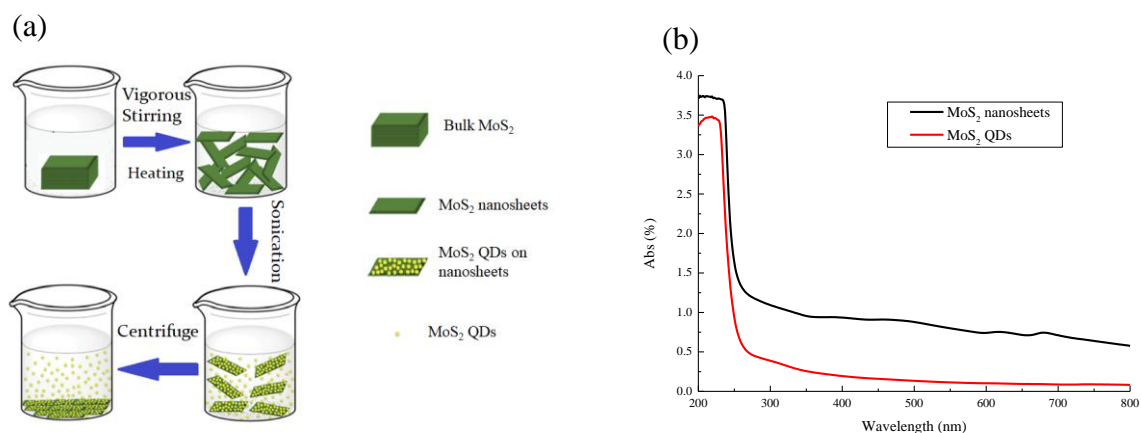 (a)
Vigorous
Stirring
Heating
Sonication
Centrifuge
Bulk MoS₂
MoS₂ nanosheets
MoS₂ QDs on
nanosheets
MoS₂ QDs
(b)
4.0
3.5
3.0
2.5
2.0
1.5
1.0
0.5
0.0
Abs (%)
MoS₂ nanosheets
MoS₂ QDs
200 300 400 500 600 700 800
Wavelength (nm)